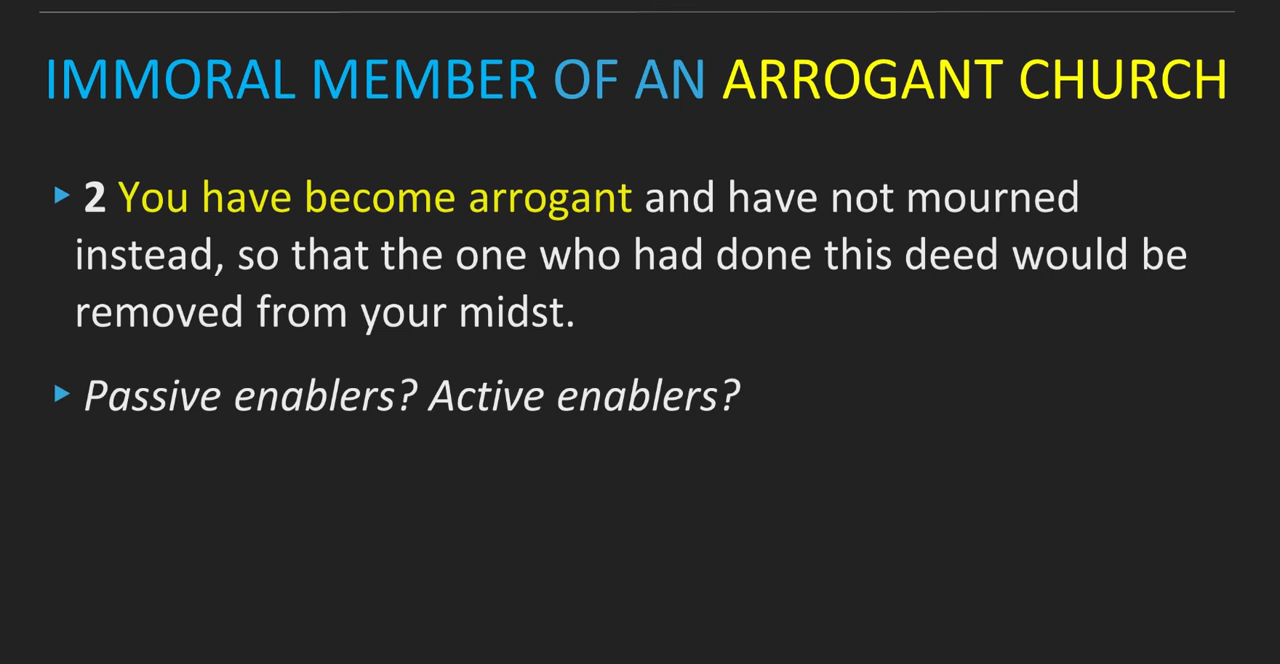 IMMORAL MEMBER OF AN ARROGANT CHURCH
2 You have become arrogant and have not mourned
instead, so that the one who had done this deed would be
removed from your midst.
Passive enablers? Active enablers?